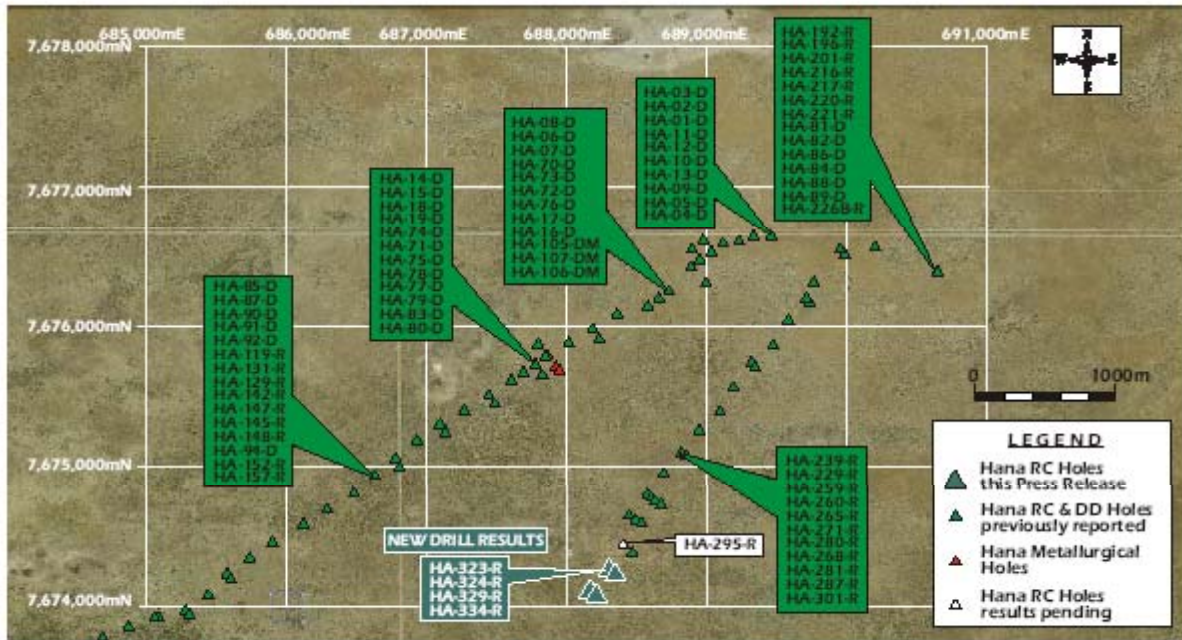 685,000mE
686,000mE
687,000mE
688,000mE
689,000mE
691,000mE
7,678,000mN
7,677,000mN
7,676,000mN
7,675,000mN
7,674,000mN
N
W
E
HA-85-D
HA-87-D
HA-90-D
HA-91-D
HA-92-D
HA-119-R
HA-131-R
HA-129-R
HA-142-R
HA-147-R
HA-145-R
HA-148-R
HA-94-D
HA-152-R
HA-157-R
HA-14-D
HA-15-D
HA-18-D
HA-19-D
HA-74-D
HA-71-D
HA-75-D
HA-78-D
HA-77-D
HA-79-D
HA-83-D
HA-80-D
HA-08-D
HA-06-D
HA-07-D
HA-70-D
HA-73-D
HA-72-D
HA-76-D
HA-17-D
HA-16-D
HA-105-DM
HA-107-DM
HA-106-DM
HA-03-D
HA-02-D
HA-01-D
HA-11-D
HA-12-D
HA-10-D
HA-13-D
HA-09-D
HA-05-D
HA-04-D
HA-192-R
HA-196-R
HA-201-R
HA-216-R
HA-217-R
HA-220-R
HA-221-R
HA-81-D
HA-82-D
HA-86-D
HA-84-D
HA-88-D
HA-89-D
HA-226B-R
HA-239-R
HA-229-R
HA-259-R
HA-260-R
HA-265-R
HA-271-R
HA-280-R
HA-268-R
HA-281-R
HA-287-R
HA-301-R
HA-295-R
NEW DRILL RESULTS
HA-323-R
HA-324-R
HA-329-R
HA-334-R
0 1000m
LEGEND
Hana RC Holes
this Press Release
Hana RC & DD Holes
previously reported
Hana Metallurgical
Holes
Hana RC Holes
results pending